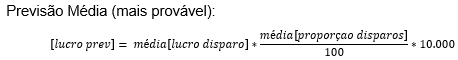 Previsão Média (mais provável):
[lucro prev] = média[lucro disparo] * média[proporçao disparos] / 100 * 10.000